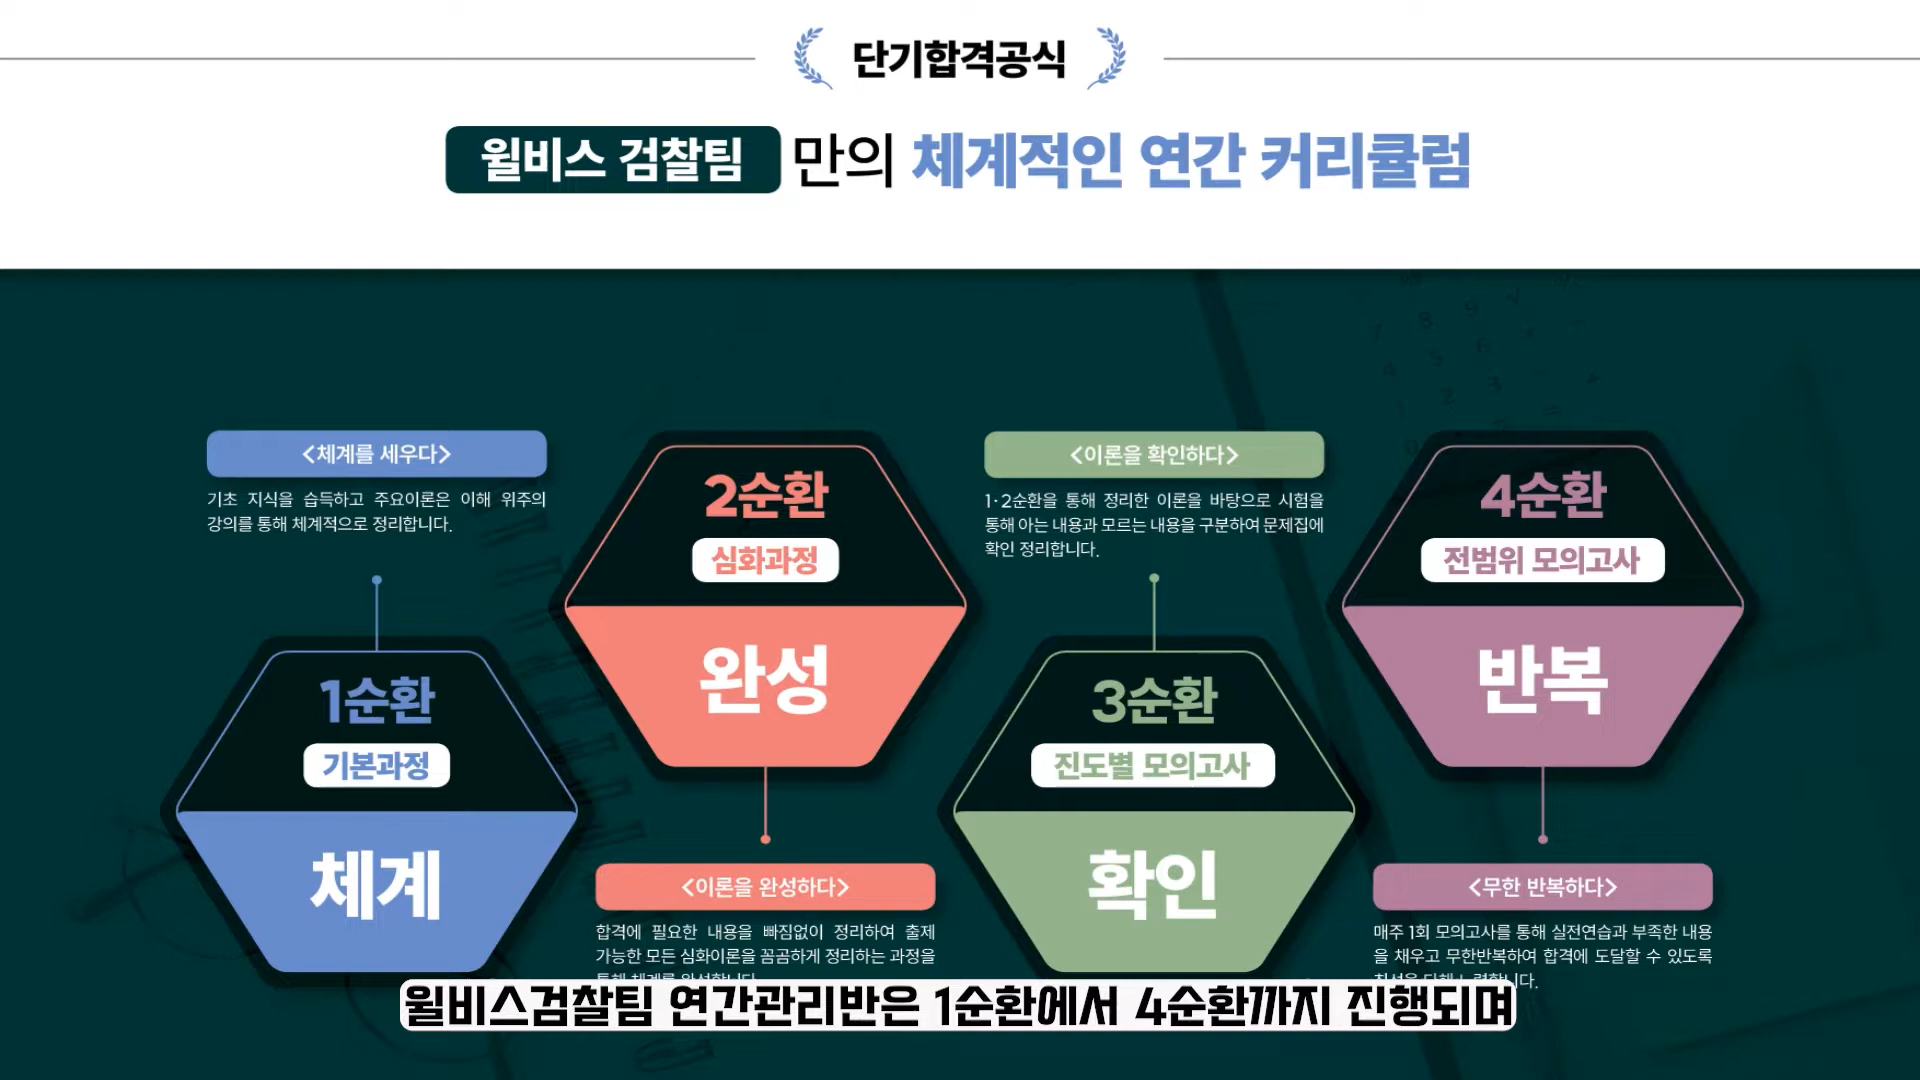 단기합격공식
윌비스 검찰팀 만의 체계적인 연간 커리큘럼
<체계를 세우다>
기초 지식을 습득하고 주요이론은 이해 위주의
강의를 통해 체계적으로 정리합니다.
1순환
기본과정
체계
2순환
심화과정
완성
<이론을 완성하다>
합격에 필요한 내용을 빠짐없이 정리하여 출제
가능한 모든 심화이론을 꼼꼼하게 정리하는 과정을
<이론을 확인하다>
1·2순환을 통해 정리한 이론을 바탕으로 시험을
통해 아는 내용과 모르는 내용을 구분하여 문제집에
확인 정리합니다.
3순환
진도별 모의고사
확인
4순환
전범위 모의고사
반복
<무한 반복하다>
매주 1회 모의고사를 통해 실전연습과 부족한 내용
을 채우고 무한반복하여 합격에 도달할 수 있도록
윌비스검찰팀 연간관리반은 1순환에서 4순환까지 진행되며